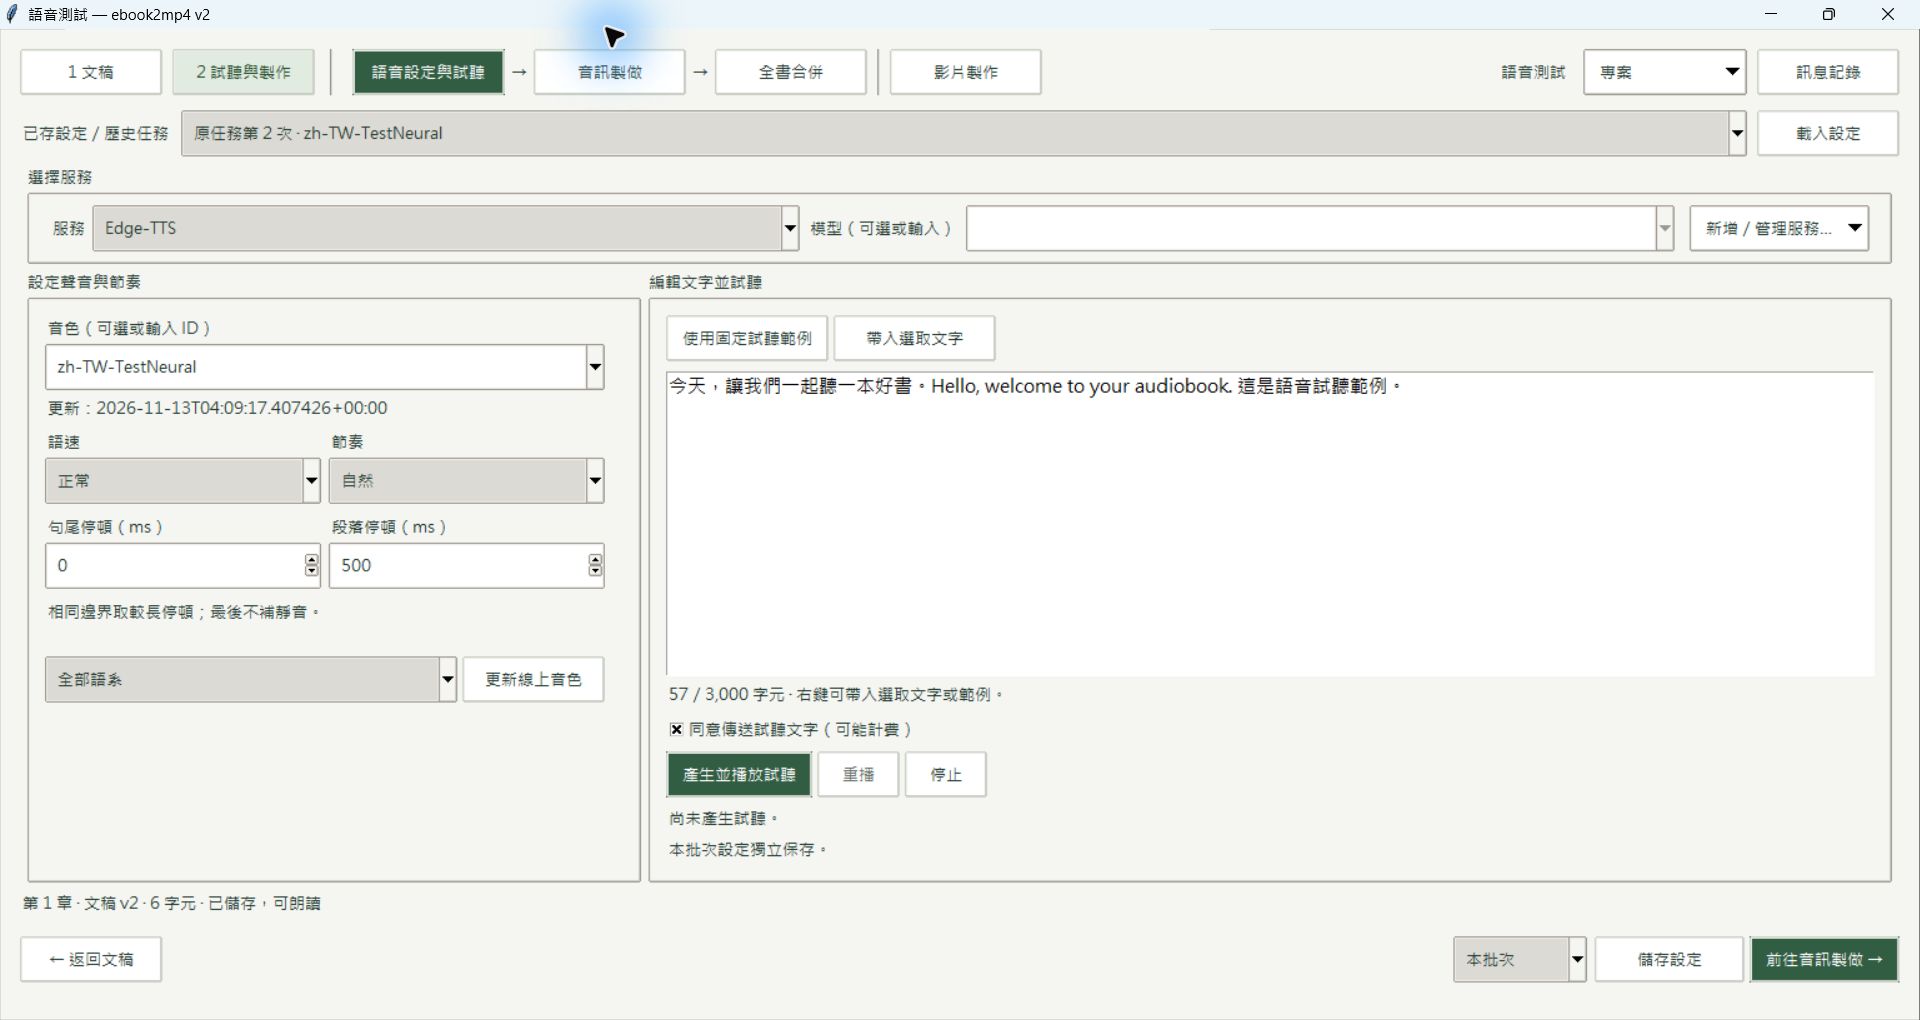 語音測試 — ebook2mp4 v2
1 文稿
2 試聽與製作
語音設定與試聽
→
音訊製做
→
全書合併
影片製作
語音測試
專案
訊息記錄
已存設定 / 歷史任務
原任務第 2 次 · zh-TW-TestNeural
載入設定
選擇服務
服務
Edge-TTS
模型（可選或輸入）
新增 / 管理服務...
設定聲音與節奏
音色（可選或輸入 ID）
zh-TW-TestNeural
更新：2026-11-13T04:09:17.407426+00:00
語速
節奏
正常
自然
句尾停頓（ms）
段落停頓（ms）
0
500
相同邊界取較長停頓；最後不補靜音。
全部語系
更新線上音色
編輯文字並試聽
使用固定試聽範例
帶入選取文字
今天，讓我們一起聽一本好書。Hello, welcome to your audiobook. 這是語音試聽範例。
57 / 3,000 字元 · 右鍵可帶入選取文字或範例。
同意傳送試聽文字（可能計費）
產生並播放試聽
重播
停止
尚未產生試聽。
本批次設定獨立保存。
第 1 章 · 文稿 v2 · 6 字元 · 已儲存，可朗讀
← 返回文稿
本批次
儲存設定
前往音訊製做 →